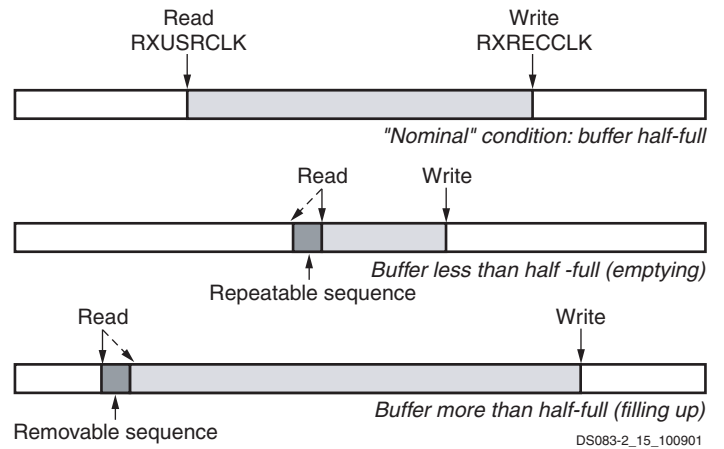 Read
RXUSRCLK
Write
RXRECCLK
"Nominal" condition: buffer half-full
Read
Write
Buffer less than half -full (emptying)
Repeatable sequence
Read
Write
Buffer more than half-full (filling up)
Removable sequence
DS083-2_15_100901